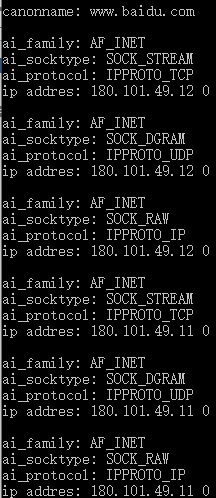 canonname: www.baidu.com
ai_family: AF_INET
ai_socktype: SOCK_STREAM
ai_protocol: IPPROTO_TCP
ip addres: 180.101.49.12 0
ai_family: AF_INET
ai_socktype: SOCK_DGRAM
ai_protocol: IPPROTO_UDP
ip addres: 180.101.49.12 0
ai_family: AF_INET
ai_socktype: SOCK_RAW
ai_protocol: IPPROTO_IP
ip addres: 180.101.49.12 0
ai_family: AF_INET
ai_socktype: SOCK_STREAM
ai_protocol: IPPROTO_TCP
ip addres: 180.101.49.11 0
ai_family: AF_INET
ai_socktype: SOCK_DGRAM
ai_protocol: IPPROTO_UDP
ip addres: 180.101.49.11 0
ai_family: AF_INET
ai_socktype: SOCK_RAW
ai_protocol: IPPROTO_IP
ip addres: 180.101.49.11 0